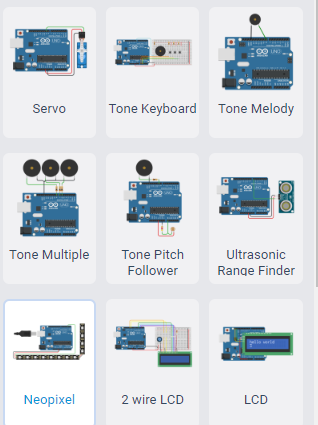 Servo
Tone Keyboard
Tone Melody
Tone Multiple
Tone Pitch
Follower
Ultrasonic
Range Finder
Neopixel
2 wire LCD
LCD